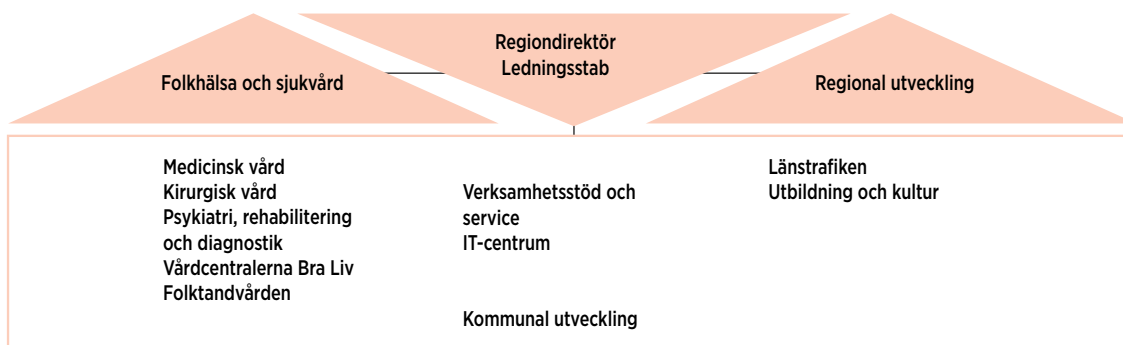 Regiondirektör
Ledningsstab
Folkhälsa och sjukvård
Regional utveckling
Medicinsk vård
Kirurgisk vård
Psykiatri, rehabilitering
och diagnostik
Vårdcentralerna Bra Liv
Folktandvården
Verksamhetsstöd och
service
IT-centrum
Kommunal utveckling
Länstrafiken
Utbildning och kultur